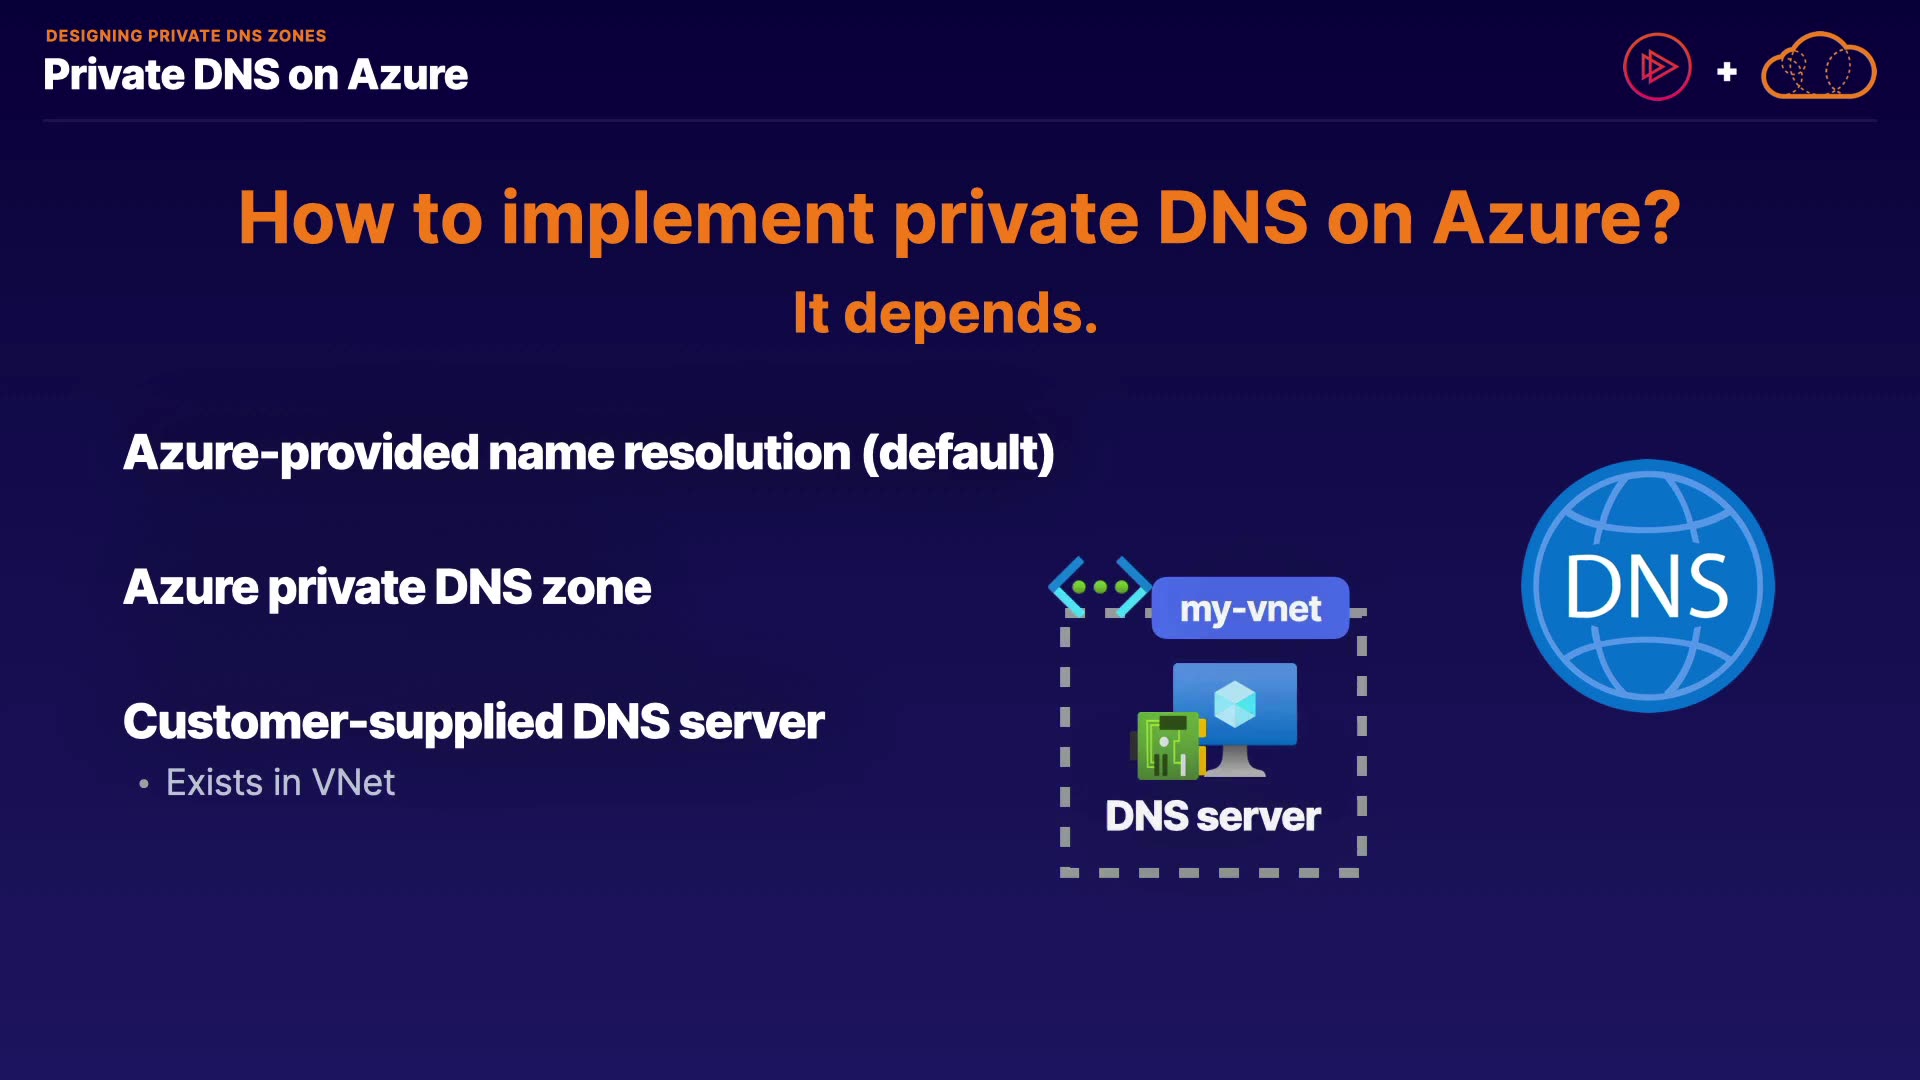 DESIGNING PRIVATE DNS ZONES
Private DNS on Azure
How to implement private DNS on Azure?
It depends.
Azure-provided name resolution (default)
Azure private DNS zone
Customer-supplied DNS server
• Exists in VNet
my-vnet
DNS server
DNS